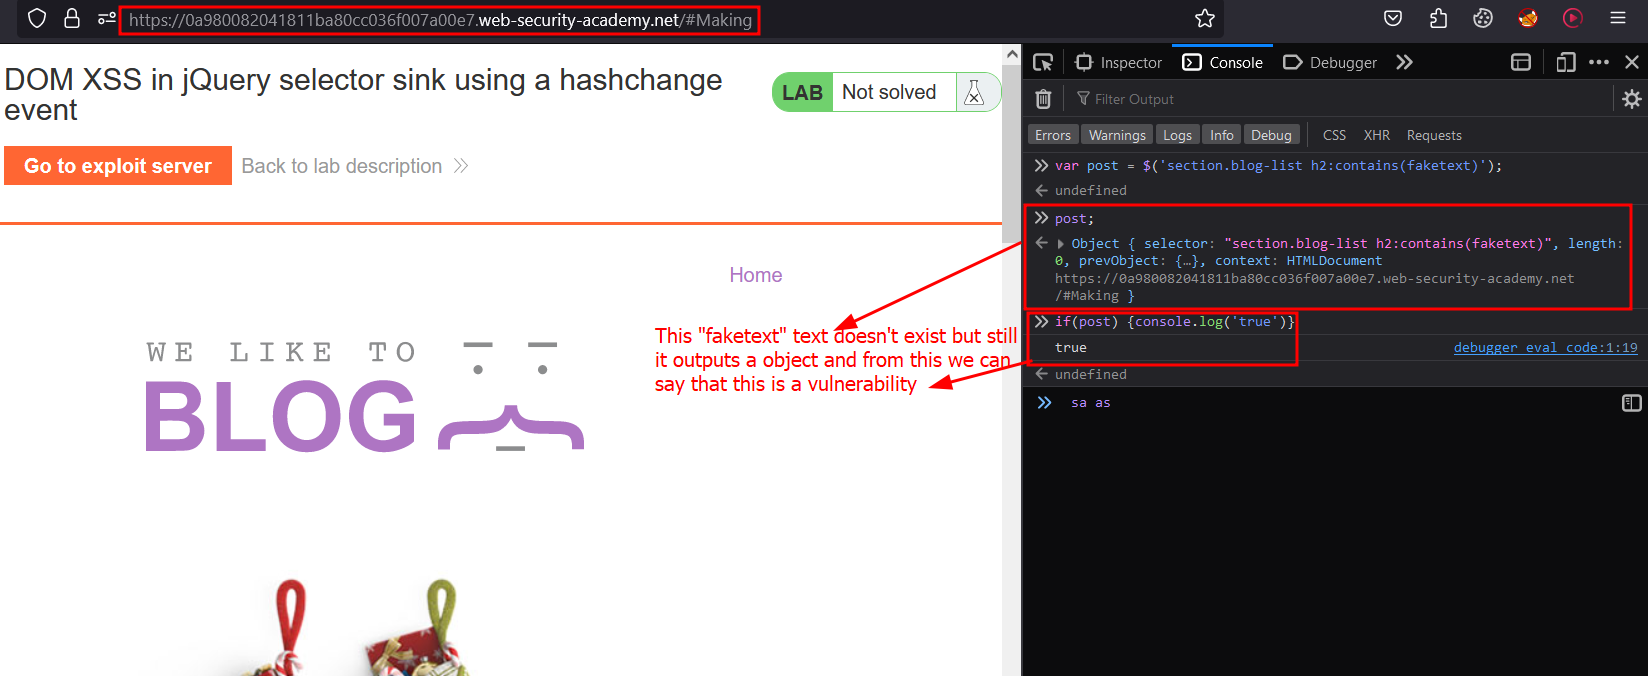 https://0a980082041811ba80cc036f007a00e7.web-security-academy.net/#Making
DOM XSS in jQuery selector sink using a hashchange
event
LAB Not solved
Go to exploit server Back to lab description
Home
WE LIKE TO
BLOG
This "faketext" text doesn't exist but still
it outputs a object and from this we can
say that this is a vulnerability
Inspector Console Debugger
Filter Output
Errors Warnings Logs Info Debug CSS XHR Requests
var post = $('section.blog-list h2:contains(faketext)');
undefined
post;
Object { selector: "section.blog-list h2:contains(faketext)", length:
0, prevObject: {…}, context: HTMLDocument
https://0a980082041811ba80cc036f007a00e7.web-security-academy.net
/#Making }
if(post) {console.log('true')}
true debugger eval code:1:19
undefined
sa as